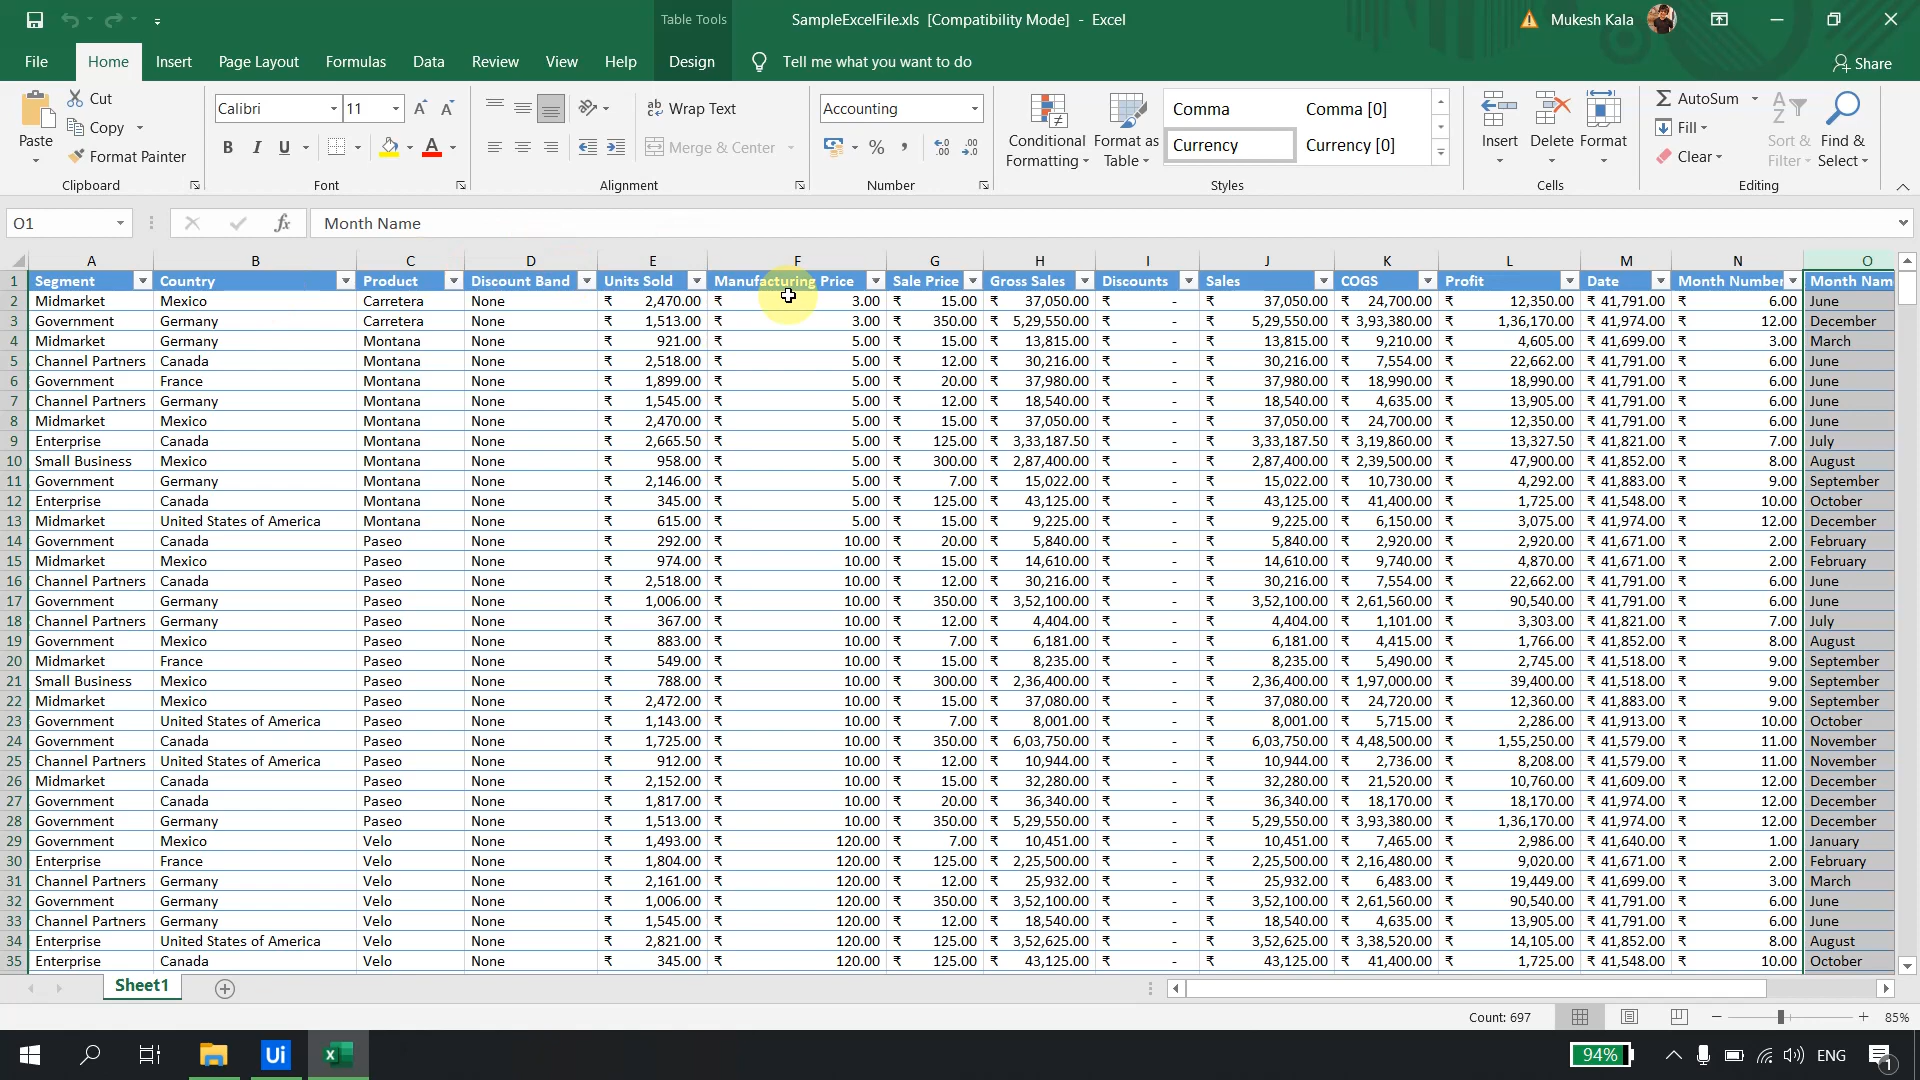 Table Tools
SampleExcelFile.xls [Compatibility Mode] - Excel
Mukesh Kala
File Home Insert Page Layout Formulas Data Review View Help Design Tell me what you want to do Share
Paste
Cut
Copy
Format Painter
Clipboard
Calibri 11
B I U A
Font
ab Wrap Text
Merge & Center
Alignment
Accounting
%
Number
Conditional Formatting
Format as Table
Comma Comma [0]
Currency Currency [0]
Styles
Insert Delete Format
Cells
AutoSum
Fill
Clear
Sort & Filter
Find & Select
Editing
O1 fx Month Name
A B C D E F G H I J K L M N O
1 Segment Country Product Discount Band Units Sold Manufacturing Price Sale Price Gross Sales Discounts Sales COGS Profit Date Month Number Month Nam
2 Midmarket Mexico Carretera None ₹ 2,470.00 ₹ 3.00 ₹ 15.00 ₹ 37,050.00 ₹ - ₹ 37,050.00 ₹ 24,700.00 ₹ 12,350.00 ₹ 41,791.00 ₹ 6.00 June
3 Government Germany Carretera None ₹ 1,513.00 ₹ 3.00 ₹ 350.00 ₹ 5,29,550.00 ₹ - ₹ 5,29,550.00 ₹ 3,93,380.00 ₹ 1,36,170.00 ₹ 41,974.00 ₹ 12.00 December
4 Midmarket Germany Montana None ₹ 921.00 ₹ 5.00 ₹ 15.00 ₹ 13,815.00 ₹ - ₹ 13,815.00 ₹ 9,210.00 ₹ 4,605.00 ₹ 41,699.00 ₹ 3.00 March
5 Channel Partners Canada Montana None ₹ 2,518.00 ₹ 5.00 ₹ 12.00 ₹ 30,216.00 ₹ - ₹ 30,216.00 ₹ 7,554.00 ₹ 22,662.00 ₹ 41,791.00 ₹ 6.00 June
6 Government France Montana None ₹ 1,899.00 ₹ 5.00 ₹ 20.00 ₹ 37,980.00 ₹ - ₹ 37,980.00 ₹ 18,990.00 ₹ 18,990.00 ₹ 41,791.00 ₹ 6.00 June
7 Channel Partners Germany Montana None ₹ 1,545.00 ₹ 5.00 ₹ 12.00 ₹ 18,540.00 ₹ - ₹ 18,540.00 ₹ 4,635.00 ₹ 13,905.00 ₹ 41,791.00 ₹ 6.00 June
8 Midmarket Mexico Montana None ₹ 2,470.00 ₹ 5.00 ₹ 15.00 ₹ 37,050.00 ₹ - ₹ 37,050.00 ₹ 24,700.00 ₹ 12,350.00 ₹ 41,791.00 ₹ 6.00 June
9 Enterprise Canada Montana None ₹ 2,665.50 ₹ 5.00 ₹ 125.00 ₹ 3,33,187.50 ₹ - ₹ 3,33,187.50 ₹ 3,19,860.00 ₹ 13,327.50 ₹ 41,821.00 ₹ 7.00 July
10 Small Business Mexico Montana None ₹ 958.00 ₹ 5.00 ₹ 300.00 ₹ 2,87,400.00 ₹ - ₹ 2,87,400.00 ₹ 2,39,500.00 ₹ 47,900.00 ₹ 41,852.00 ₹ 8.00 August
11 Government Germany Montana None ₹ 2,146.00 ₹ 5.00 ₹ 7.00 ₹ 15,022.00 ₹ - ₹ 15,022.00 ₹ 10,730.00 ₹ 4,292.00 ₹ 41,883.00 ₹ 9.00 September
12 Enterprise Canada Montana None ₹ 345.00 ₹ 5.00 ₹ 125.00 ₹ 43,125.00 ₹ - ₹ 43,125.00 ₹ 41,400.00 ₹ 1,725.00 ₹ 41,548.00 ₹ 10.00 October
13 Midmarket United States of America Montana None ₹ 615.00 ₹ 5.00 ₹ 15.00 ₹ 9,225.00 ₹ - ₹ 9,225.00 ₹ 6,150.00 ₹ 3,075.00 ₹ 41,974.00 ₹ 12.00 December
14 Government Canada Paseo None ₹ 292.00 ₹ 10.00 ₹ 20.00 ₹ 5,840.00 ₹ - ₹ 5,840.00 ₹ 2,920.00 ₹ 2,920.00 ₹ 41,671.00 ₹ 2.00 February
15 Midmarket Mexico Paseo None ₹ 974.00 ₹ 10.00 ₹ 15.00 ₹ 14,610.00 ₹ - ₹ 14,610.00 ₹ 9,740.00 ₹ 4,870.00 ₹ 41,671.00 ₹ 2.00 February
16 Channel Partners Canada Paseo None ₹ 2,518.00 ₹ 10.00 ₹ 12.00 ₹ 30,216.00 ₹ - ₹ 30,216.00 ₹ 7,554.00 ₹ 22,662.00 ₹ 41,791.00 ₹ 6.00 June
17 Government Germany Paseo None ₹ 1,006.00 ₹ 10.00 ₹ 350.00 ₹ 3,52,100.00 ₹ - ₹ 3,52,100.00 ₹ 2,61,560.00 ₹ 90,540.00 ₹ 41,791.00 ₹ 6.00 June
18 Channel Partners Germany Paseo None ₹ 367.00 ₹ 10.00 ₹ 12.00 ₹ 4,404.00 ₹ - ₹ 4,404.00 ₹ 1,101.00 ₹ 3,303.00 ₹ 41,821.00 ₹ 7.00 July
19 Government Mexico Paseo None ₹ 883.00 ₹ 10.00 ₹ 7.00 ₹ 6,181.00 ₹ - ₹ 6,181.00 ₹ 4,415.00 ₹ 1,766.00 ₹ 41,852.00 ₹ 8.00 August
20 Midmarket France Paseo None ₹ 549.00 ₹ 10.00 ₹ 15.00 ₹ 8,235.00 ₹ - ₹ 8,235.00 ₹ 5,490.00 ₹ 2,745.00 ₹ 41,518.00 ₹ 9.00 September
21 Small Business Mexico Paseo None ₹ 788.00 ₹ 10.00 ₹ 300.00 ₹ 2,36,400.00 ₹ - ₹ 2,36,400.00 ₹ 1,97,000.00 ₹ 39,400.00 ₹ 41,518.00 ₹ 9.00 September
22 Midmarket Mexico Paseo None ₹ 2,472.00 ₹ 10.00 ₹ 15.00 ₹ 37,080.00 ₹ - ₹ 37,080.00 ₹ 24,720.00 ₹ 12,360.00 ₹ 41,883.00 ₹ 9.00 September
23 Government United States of America Paseo None ₹ 1,143.00 ₹ 10.00 ₹ 7.00 ₹ 8,001.00 ₹ - ₹ 8,001.00 ₹ 5,715.00 ₹ 2,286.00 ₹ 41,913.00 ₹ 10.00 October
24 Government Canada Paseo None ₹ 1,725.00 ₹ 10.00 ₹ 350.00 ₹ 6,03,750.00 ₹ - ₹ 6,03,750.00 ₹ 4,48,500.00 ₹ 1,55,250.00 ₹ 41,579.00 ₹ 11.00 November
25 Channel Partners United States of America Paseo None ₹ 912.00 ₹ 10.00 ₹ 12.00 ₹ 10,944.00 ₹ - ₹ 10,944.00 ₹ 2,736.00 ₹ 8,208.00 ₹ 41,579.00 ₹ 11.00 November
26 Midmarket Canada Paseo None ₹ 2,152.00 ₹ 10.00 ₹ 15.00 ₹ 32,280.00 ₹ - ₹ 32,280.00 ₹ 21,520.00 ₹ 10,760.00 ₹ 41,609.00 ₹ 12.00 December
27 Government Canada Paseo None ₹ 1,817.00 ₹ 10.00 ₹ 20.00 ₹ 36,340.00 ₹ - ₹ 36,340.00 ₹ 18,170.00 ₹ 18,170.00 ₹ 41,974.00 ₹ 12.00 December
28 Government Germany Paseo None ₹ 1,513.00 ₹ 10.00 ₹ 350.00 ₹ 5,29,550.00 ₹ - ₹ 5,29,550.00 ₹ 3,93,380.00 ₹ 1,36,170.00 ₹ 41,974.00 ₹ 12.00 December
29 Government Mexico Velo None ₹ 1,493.00 ₹ 120.00 ₹ 7.00 ₹ 10,451.00 ₹ - ₹ 10,451.00 ₹ 7,465.00 ₹ 2,986.00 ₹ 41,640.00 ₹ 1.00 January
30 Enterprise France Velo None ₹ 1,804.00 ₹ 120.00 ₹ 125.00 ₹ 2,25,500.00 ₹ - ₹ 2,25,500.00 ₹ 2,16,480.00 ₹ 9,020.00 ₹ 41,671.00 ₹ 2.00 February
31 Channel Partners Germany Velo None ₹ 2,161.00 ₹ 120.00 ₹ 12.00 ₹ 25,932.00 ₹ - ₹ 25,932.00 ₹ 6,483.00 ₹ 19,449.00 ₹ 41,699.00 ₹ 3.00 March
32 Government Germany Velo None ₹ 1,006.00 ₹ 120.00 ₹ 350.00 ₹ 3,52,100.00 ₹ - ₹ 3,52,100.00 ₹ 2,61,560.00 ₹ 90,540.00 ₹ 41,791.00 ₹ 6.00 June
33 Channel Partners Germany Velo None ₹ 1,545.00 ₹ 120.00 ₹ 12.00 ₹ 18,540.00 ₹ - ₹ 18,540.00 ₹ 4,635.00 ₹ 13,905.00 ₹ 41,791.00 ₹ 6.00 June
34 Enterprise United States of America Velo None ₹ 2,821.00 ₹ 120.00 ₹ 125.00 ₹ 3,52,625.00 ₹ - ₹ 3,52,625.00 ₹ 3,38,520.00 ₹ 14,105.00 ₹ 41,852.00 ₹ 8.00 August
35 Enterprise Canada Velo None ₹ 345.00 ₹ 120.00 ₹ 125.00 ₹ 43,125.00 ₹ - ₹ 43,125.00 ₹ 41,400.00 ₹ 1,725.00 ₹ 41,548.00 ₹ 10.00 October
Sheet1
Count: 697 85%
Ui 94% ENG 1